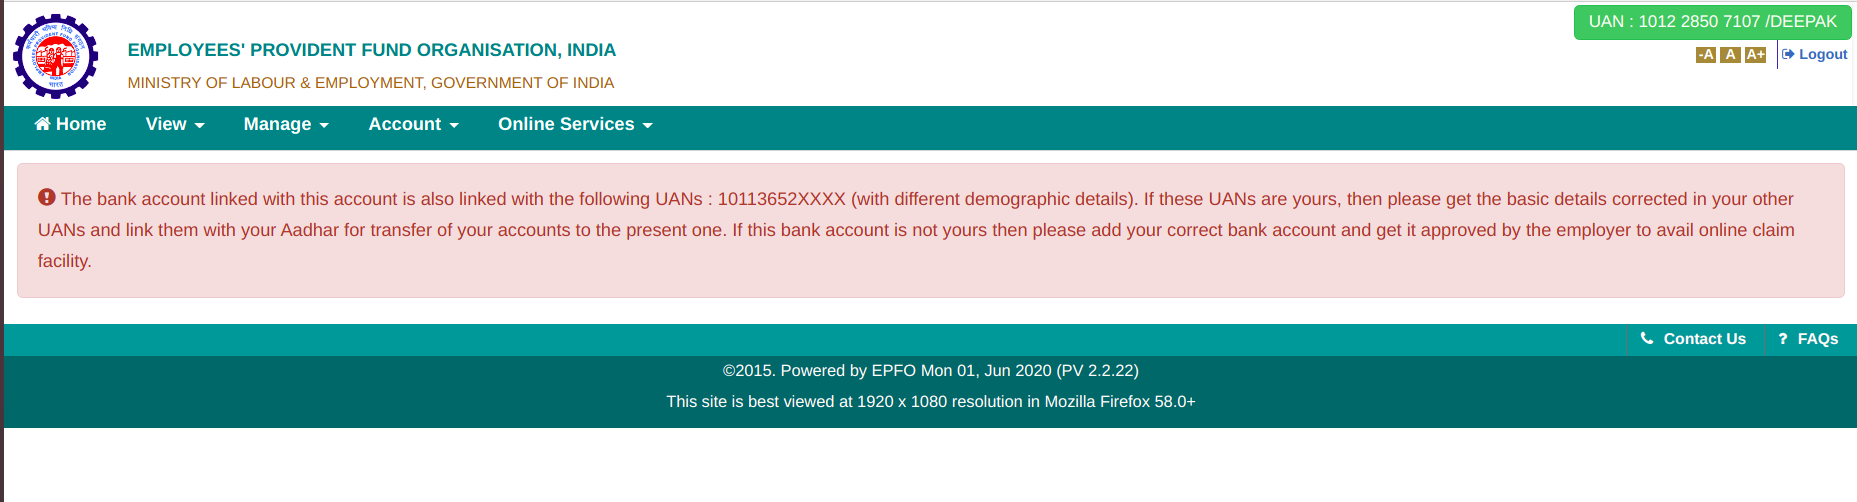 UAN : 1012 2850 7107 /DEEPAK
EMPLOYEES' PROVIDENT FUND ORGANISATION, INDIA
-A A A+ Logout
MINISTRY OF LABOUR & EMPLOYMENT, GOVERNMENT OF INDIA
Home View Manage Account Online Services
The bank account linked with this account is also linked with the following UANs : 10113652XXXX (with different demographic details). If these UANs are yours, then please get the basic details corrected in your other
UANs and link them with your Aadhar for transfer of your accounts to the present one. If this bank account is not yours then please add your correct bank account and get it approved by the employer to avail online claim
facility.
Contact Us ? FAQs
©2015. Powered by EPFO Mon 01, Jun 2020 (PV 2.2.22)
This site is best viewed at 1920 x 1080 resolution in Mozilla Firefox 58.0+